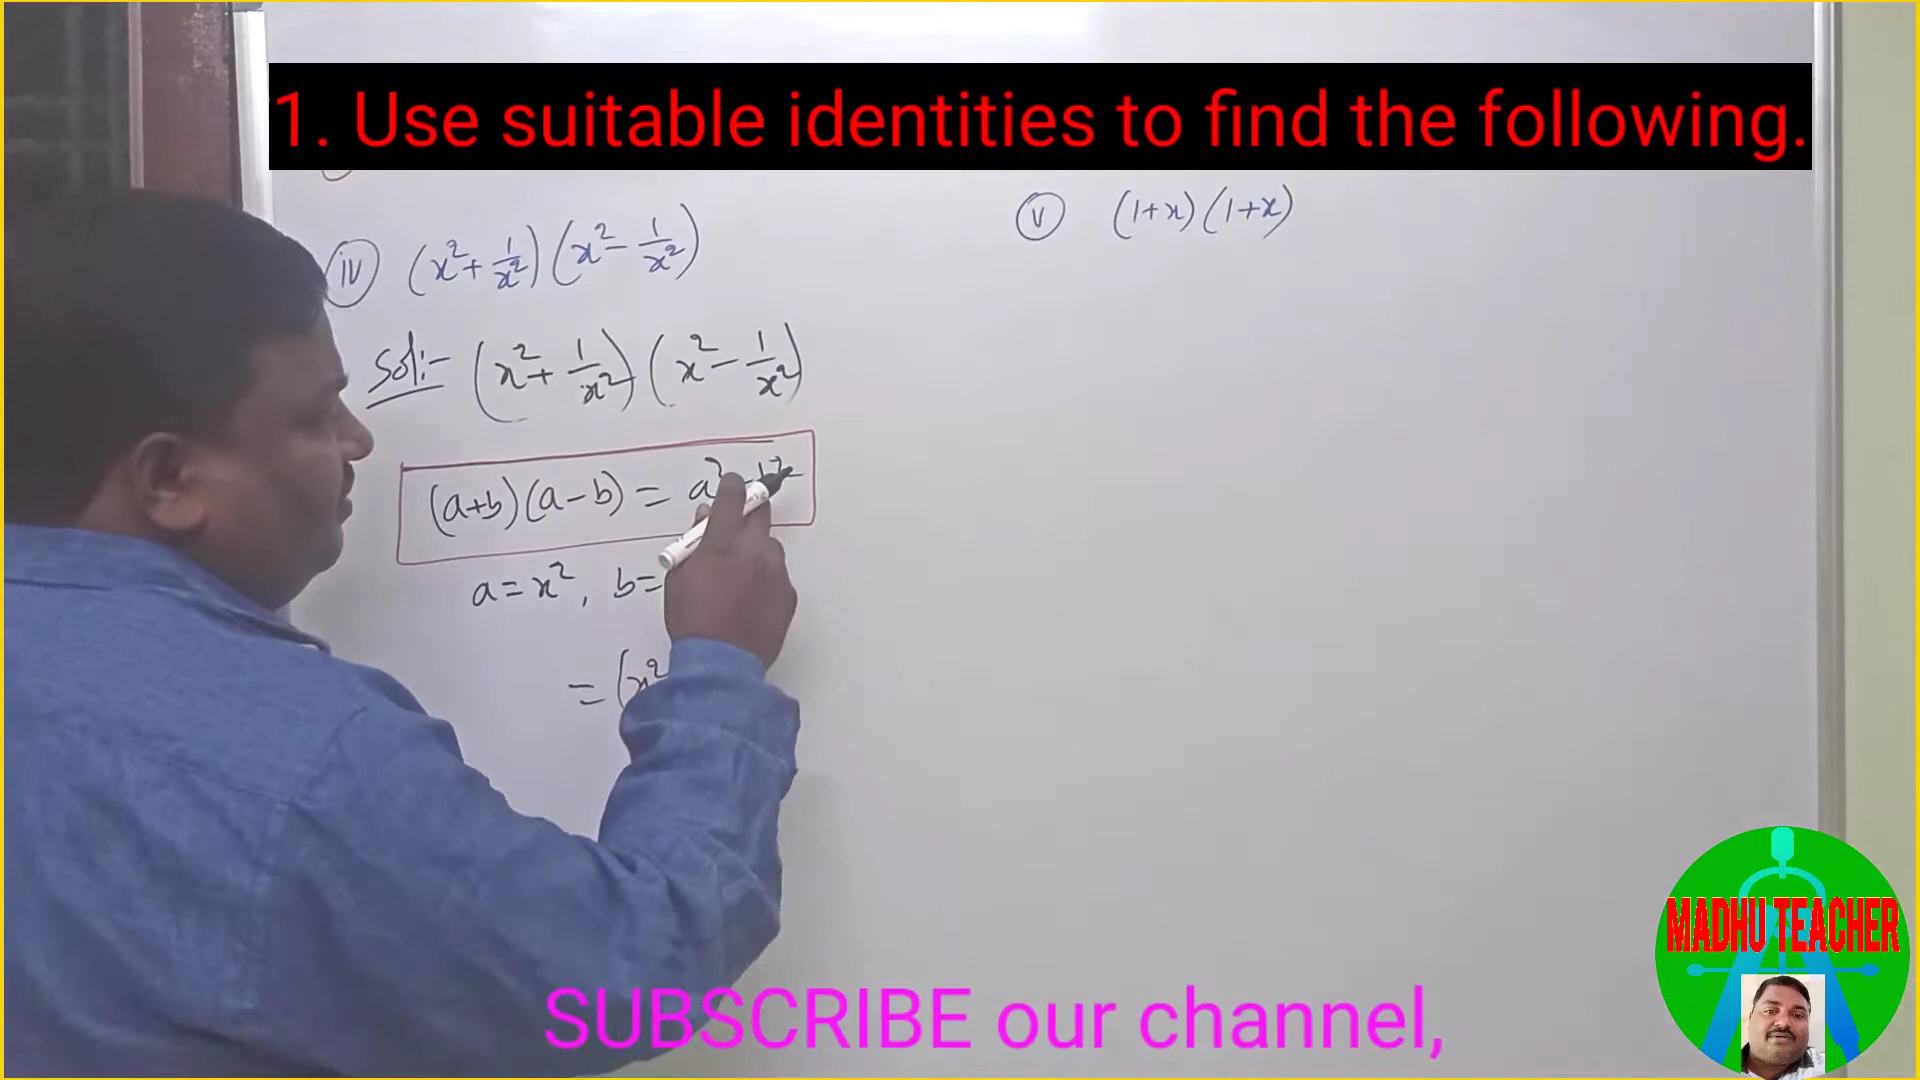 1. Use suitable identities to find the following.
iv (x² + 1/x²) (x² - 1/x²)
Sol:- (x² + 1/x²) (x² - 1/x²)
(a+b)(a-b) = a² -
a = x², b =
= (x²
v (1+x) (1+x)
MADHU TEACHER
SUBSCRIBE our channel,